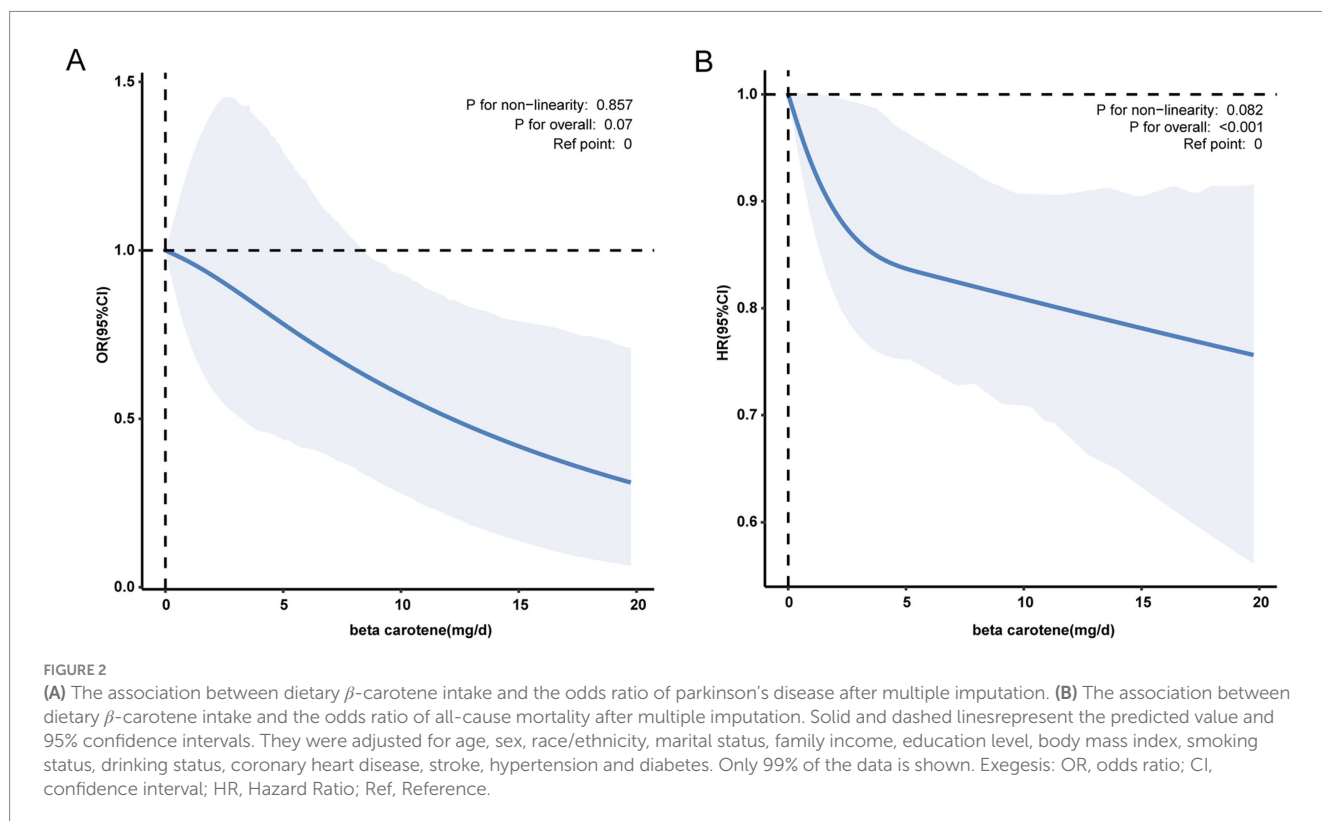 A
1.5
P for non-linearity: 0.857
P for overall: 0.07
Ref point: 0
1.0
OR(95%CI)
0.5
0.0
0 5 10 15 20
beta carotene(mg/d)
B
1.0
P for non-linearity: 0.082
P for overall: <0.001
Ref point: 0
0.9
HR(95%CI)
0.8
0.7
0.6
0 5 10 15 20
beta carotene(mg/d)
FIGURE 2
(A) The association between dietary β-carotene intake and the odds ratio of parkinson's disease after multiple imputation. (B) The association between
dietary β-carotene intake and the odds ratio of all-cause mortality after multiple imputation. Solid and dashed linesrepresent the predicted value and
95% confidence intervals. They were adjusted for age, sex, race/ethnicity, marital status, family income, education level, body mass index, smoking
status, drinking status, coronary heart disease, stroke, hypertension and diabetes. Only 99% of the data is shown. Exegesis: OR, odds ratio; CI,
confidence interval; HR, Hazard Ratio; Ref, Reference.